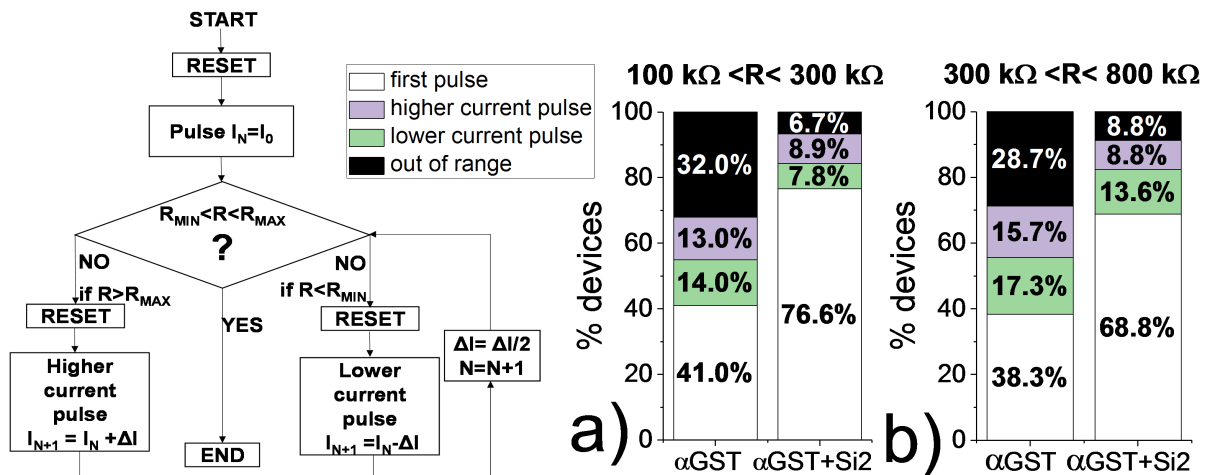 START
RESET
Pulse I_N=I_0
R_MIN<R<R_MAX
?
NO
if R>R_MAX
NO
if R<R_MIN
YES
RESET
RESET
Higher
current
pulse
I_N+1 = I_N +ΔI
Lower
current
pulse
I_N+1 =I_N-ΔI
ΔI= ΔI/2
N=N+1
END
first pulse
higher current pulse
lower current pulse
out of range
100 kΩ <R< 300 kΩ
% devices
100
80
60
40
20
0
32.0%
13.0%
14.0%
41.0%
6.7%
8.9%
7.8%
76.6%
αGST
αGST+Si2
a)
300 kΩ <R< 800 kΩ
% devices
100
80
60
40
20
0
28.7%
15.7%
17.3%
38.3%
8.8%
8.8%
13.6%
68.8%
αGST
αGST+Si2
b)